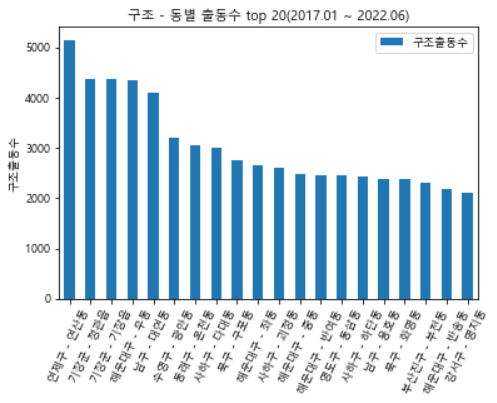 구조 - 동별 출동수 top 20(2017.01 ~ 2022.06)
구조출동수
구조출동수
5000
4000
3000
2000
1000
0
연제구 - 연산동
기장군 - 정관읍
기장군 - 기장읍
해운대구 - 우동
남구 - 대연동
수영구 - 광안동
동래구 - 온천동
사하구 - 다대동
북구 - 구포동
해운대구 - 좌동
사하구 - 괴정동
해운대구 - 중동
해운대구 - 반여동
영도구 - 동삼동
사하구 - 하단동
남구 - 용호동
북구 - 화명동
부산진구 - 부전동
해운대구 - 반송동
강서구 - 명지동